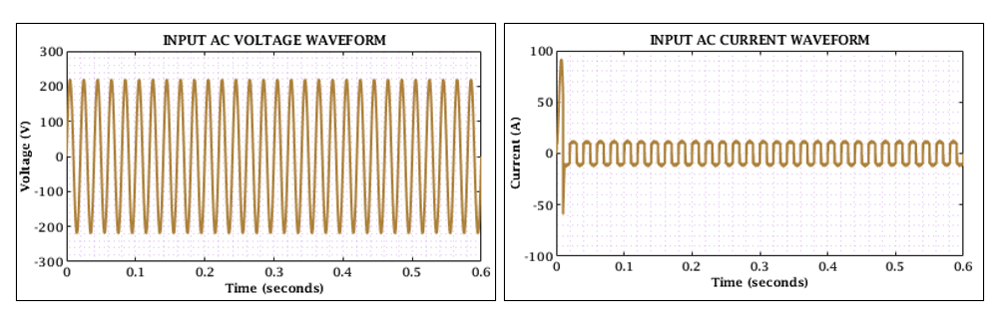 INPUT AC VOLTAGE WAVEFORM
Voltage (V)
300
200
100
0
-100
-200
-300
0 0.1 0.2 0.3 0.4 0.5 0.6
Time (seconds)
INPUT AC CURRENT WAVEFORM
Current (A)
100
50
0
-50
-100
0 0.1 0.2 0.3 0.4 0.5 0.6
Time (seconds)